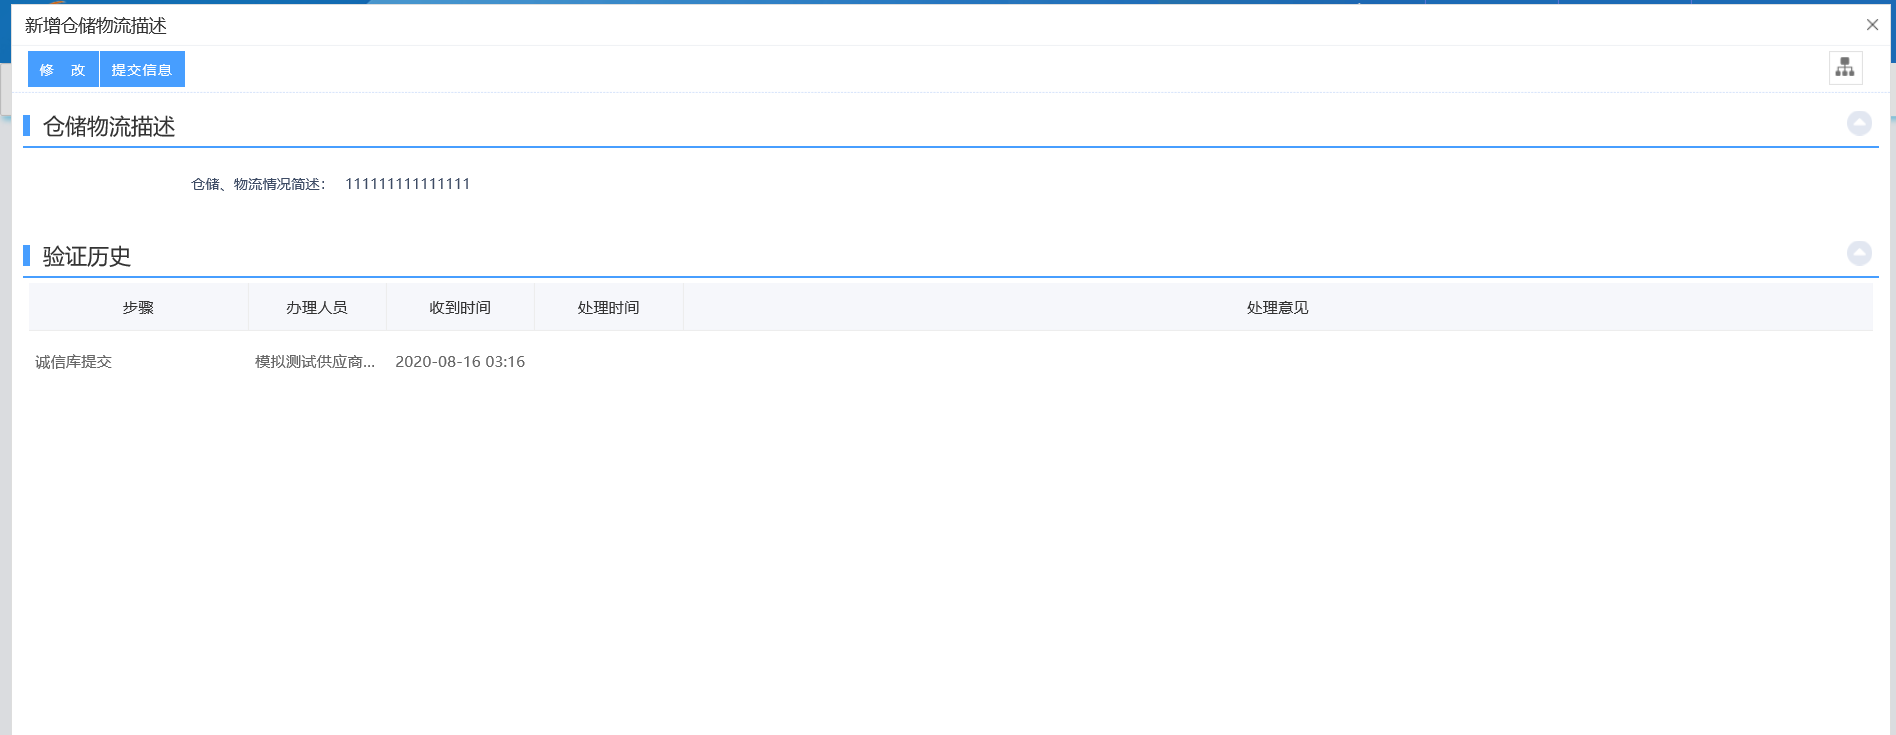 新增仓储物流描述
修 改 提交信息
仓储物流描述
仓储、物流情况简述： 111111111111111
验证历史
步骤 办理人员 收到时间 处理时间 处理意见
诚信库提交 模拟测试供应商... 2020-08-16 03:16